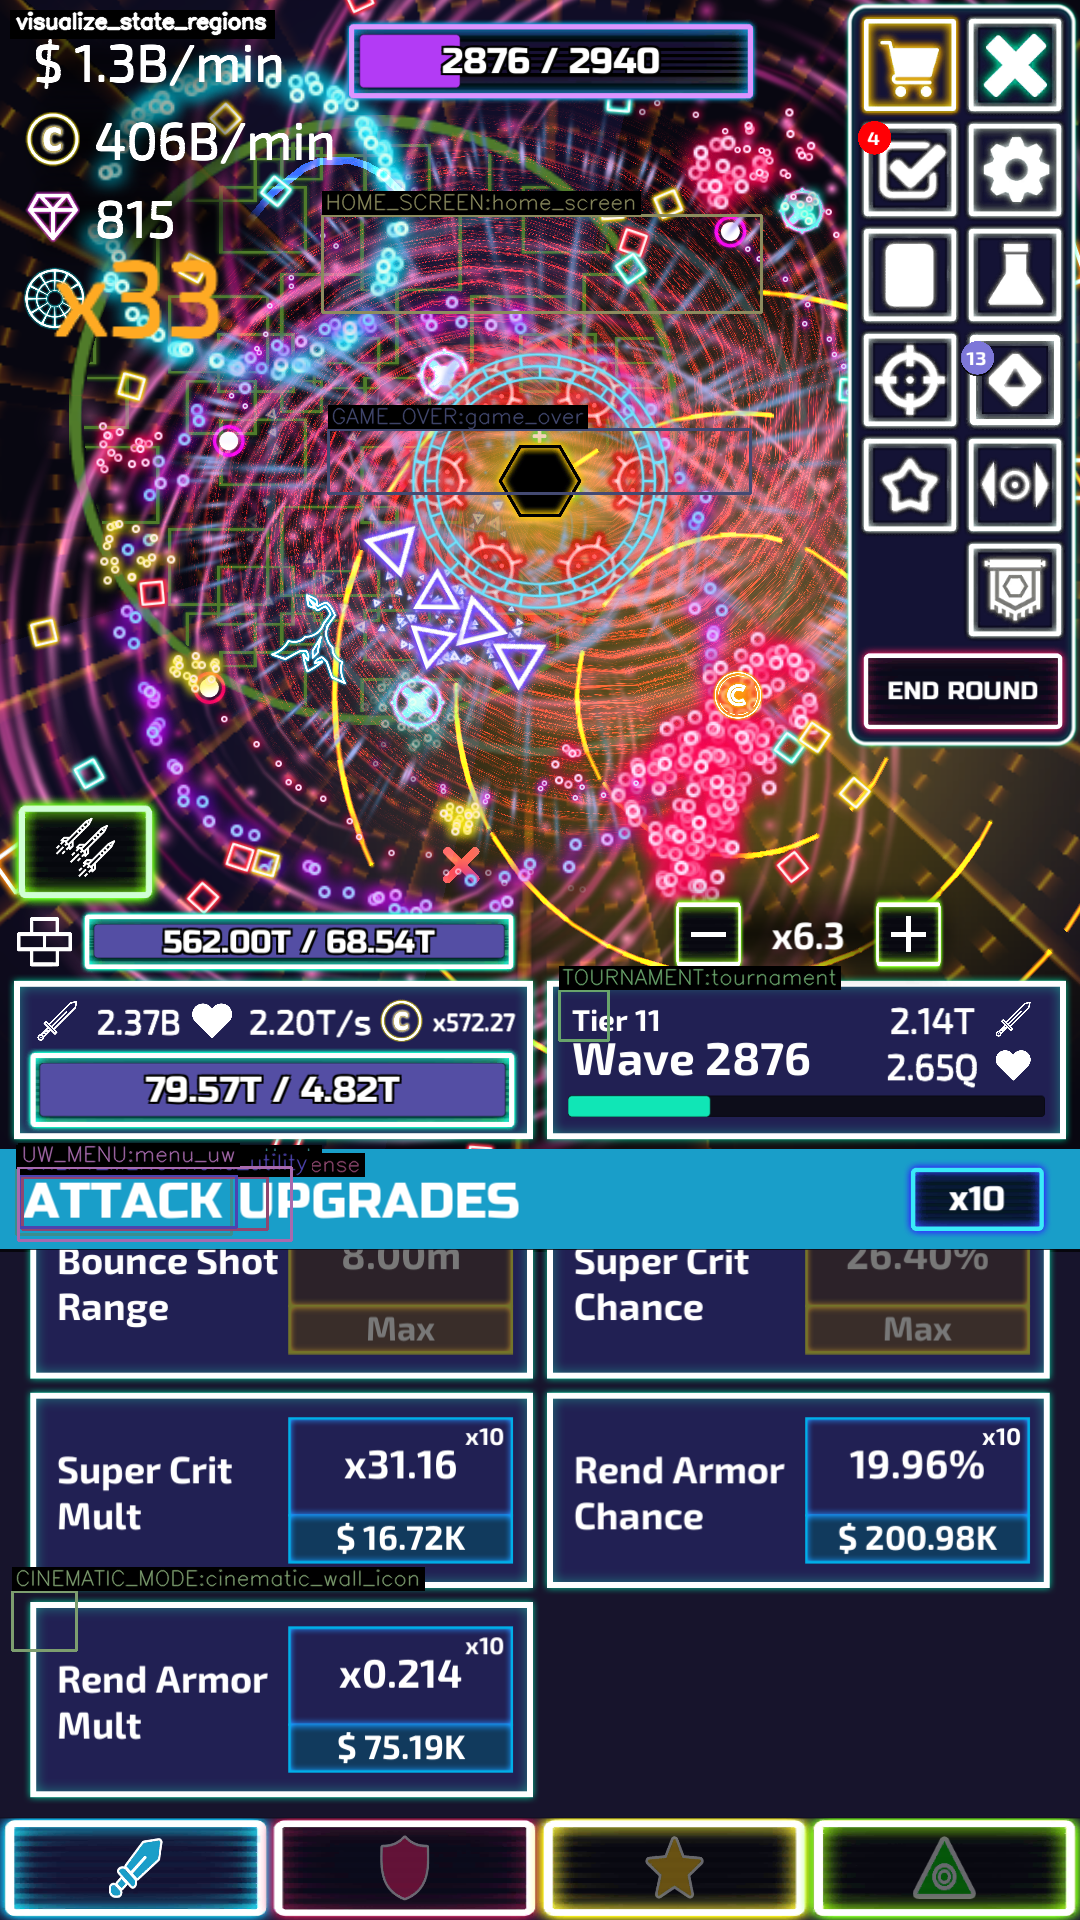 visualize_state_regions
$ 1.3B/min
2876 / 2940
C 406B/min
4
815
HOME_SCREEN:home_screen
x33
13
GAME_OVER:game_over
C
END ROUND
562.00T / 68.54T
x6.3
TOURNAMENT:tournament
2.37B 2.20T/s C x572.27
79.57T / 4.82T
Tier 11
Wave 2876
2.14T
2.65Q
UW_MENU:menu_uw utility ense
ATTACK UPGRADES
x10
Bounce Shot Range
8.00m
Max
Super Crit Chance
26.40%
Max
Super Crit Mult
x10
x31.16
$ 16.72K
Rend Armor Chance
x10
19.96%
$ 200.98K
CINEMATIC_MODE:cinematic_wall_icon
Rend Armor Mult
x10
x0.214
$ 75.19K